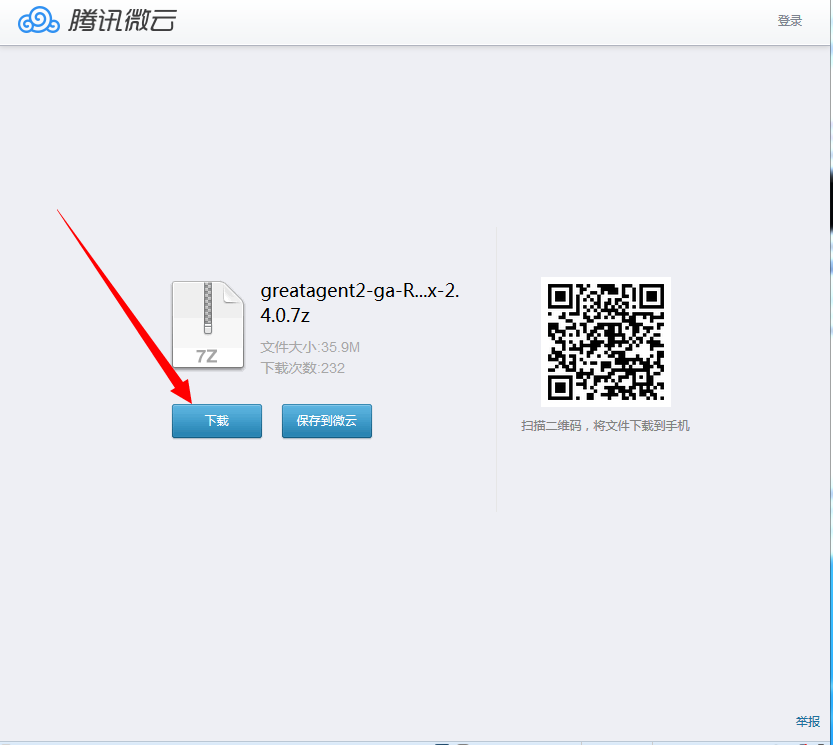 腾讯微云
登录
greatagent2-ga-R...x-2.
4.0.7z
7Z
文件大小:35.9M
下载次数:232
下载
保存到微云
扫描二维码，将文件下载到手机
举报